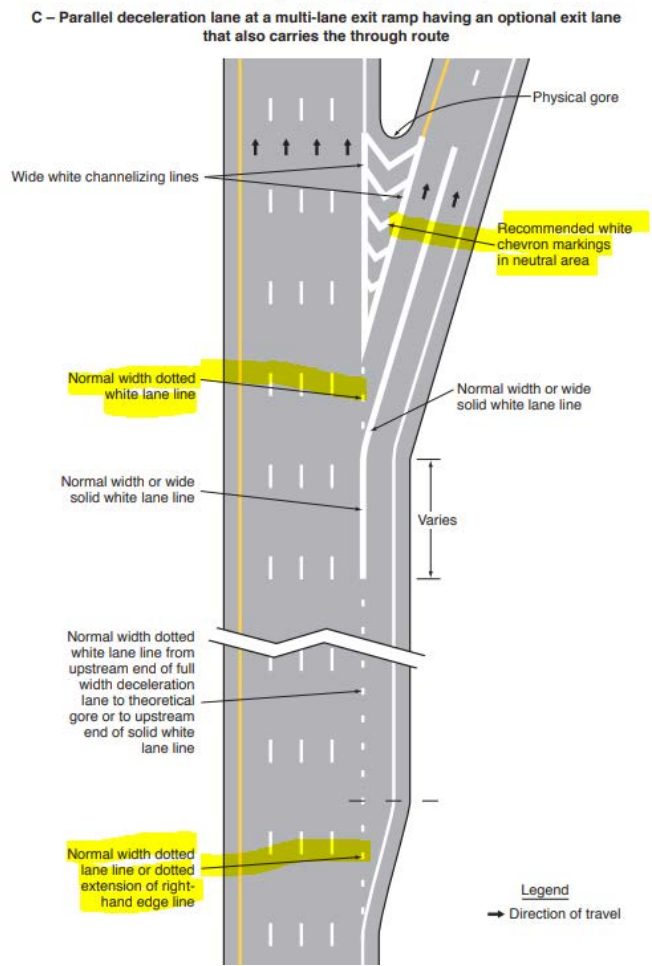 C – Parallel deceleration lane at a multi-lane exit ramp having an optional exit lane
that also carries the through route
Physical gore
Wide white channelizing lines
Recommended white
chevron markings
in neutral area
Normal width dotted
white lane line
Normal width or wide
solid white lane line
Normal width or wide
solid white lane line
Varies
Normal width dotted
white lane line from
upstream end of full
width deceleration
lane to theoretical
gore or to upstream
end of solid white
lane line
Normal width dotted
lane line or dotted
extension of right-
hand edge line
Legend
Direction of travel